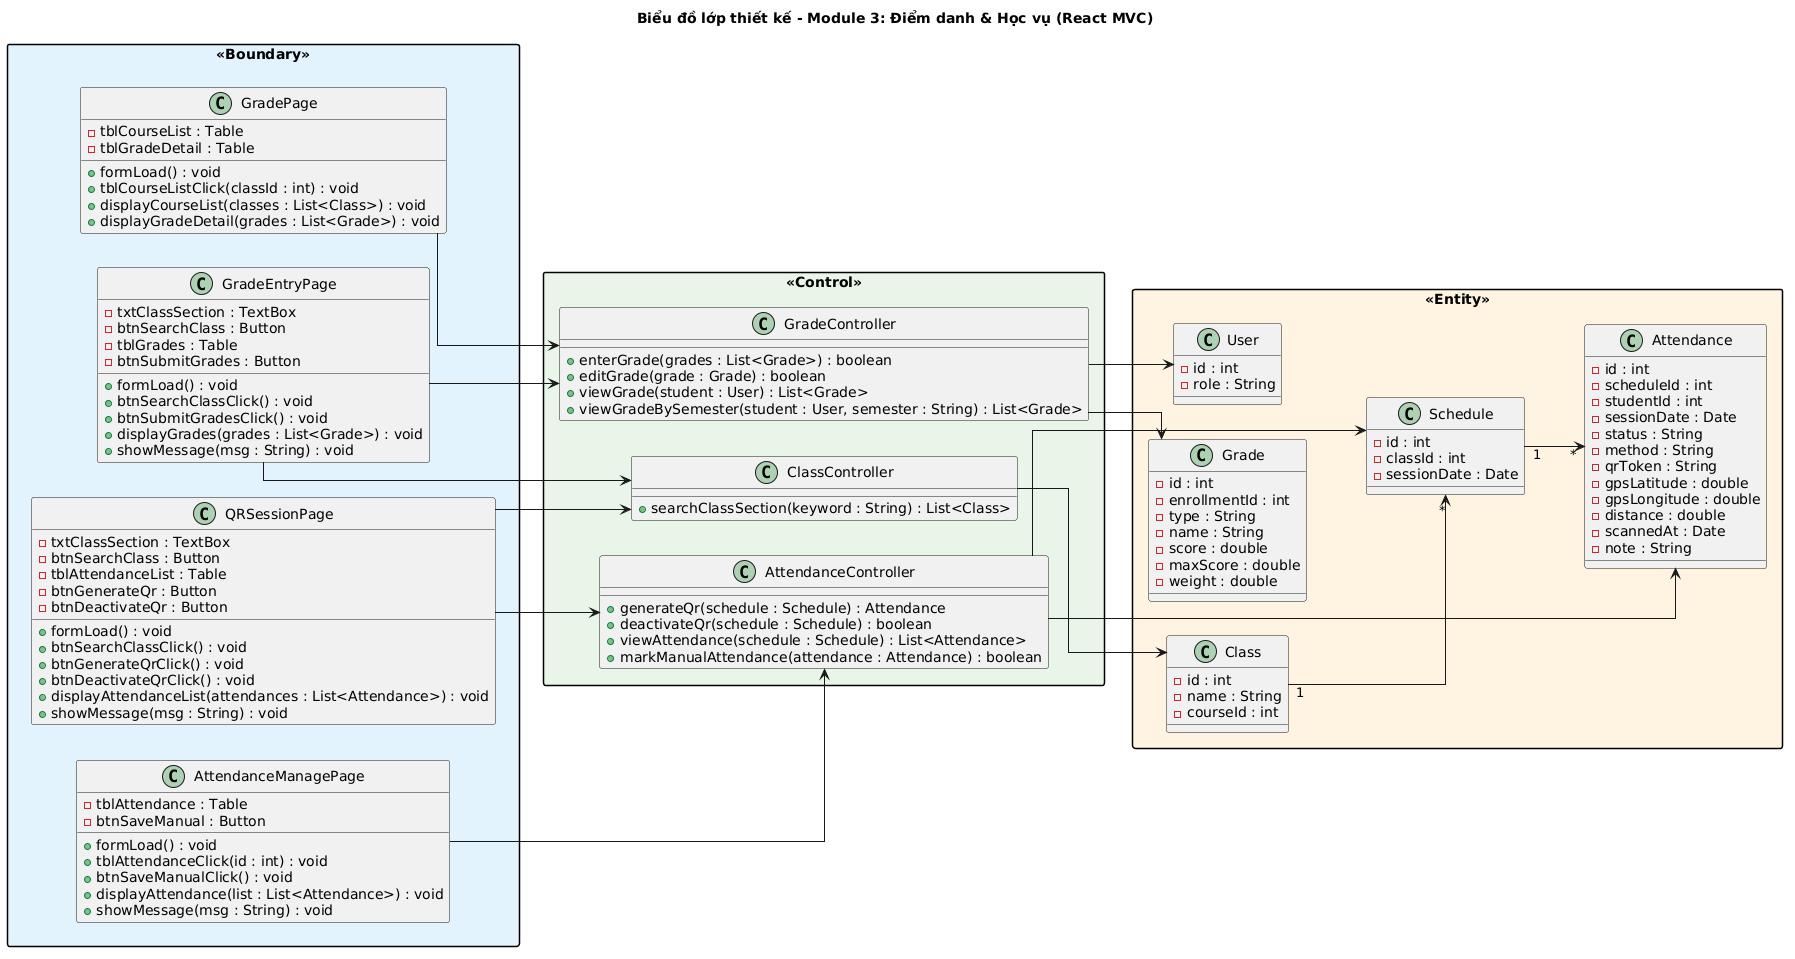 Biểu đồ lớp thiết kế - Module 3: Điểm danh & Học vụ (React MVC)
«Boundary»
C GradePage
tblCourseList : Table
tblGradeDetail : Table
formLoad() : void
tblCourseListClick(classId : int) : void
displayCourseList(classes : List<Class>) : void
displayGradeDetail(grades : List<Grade>) : void
C GradeEntryPage
txtClassSection : TextBox
btnSearchClass : Button
tblGrades : Table
btnSubmitGrades : Button
formLoad() : void
btnSearchClassClick() : void
btnSubmitGradesClick() : void
displayGrades(grades : List<Grade>) : void
showMessage(msg : String) : void
C QRSessionPage
txtClassSection : TextBox
btnSearchClass : Button
tblAttendanceList : Table
btnGenerateQr : Button
btnDeactivateQr : Button
formLoad() : void
btnSearchClassClick() : void
btnGenerateQrClick() : void
btnDeactivateQrClick() : void
displayAttendanceList(attendances : List<Attendance>) : void
showMessage(msg : String) : void
C AttendanceManagePage
tblAttendance : Table
btnSaveManual : Button
formLoad() : void
tblAttendanceClick(id : int) : void
btnSaveManualClick() : void
displayAttendance(list : List<Attendance>) : void
showMessage(msg : String) : void
«Control»
C GradeController
enterGrade(grades : List<Grade>) : boolean
editGrade(grade : Grade) : boolean
viewGrade(student : User) : List<Grade>
viewGradeBySemester(student : User, semester : String) : List<Grade>
C ClassController
searchClassSection(keyword : String) : List<Class>
C AttendanceController
generateQr(schedule : Schedule) : Attendance
deactivateQr(schedule : Schedule) : boolean
viewAttendance(schedule : Schedule) : List<Attendance>
markManualAttendance(attendance : Attendance) : boolean
«Entity»
C User
id : int
role : String
C Grade
id : int
enrollmentId : int
type : String
name : String
score : double
maxScore : double
weight : double
C Class
id : int
name : String
courseId : int
1
C Schedule
id : int
classId : int
sessionDate : Date
*
1
*
C Attendance
id : int
scheduleId : int
studentId : int
sessionDate : Date
status : String
method : String
qrToken : String
gpsLatitude : double
gpsLongitude : double
distance : double
scannedAt : Date
note : String